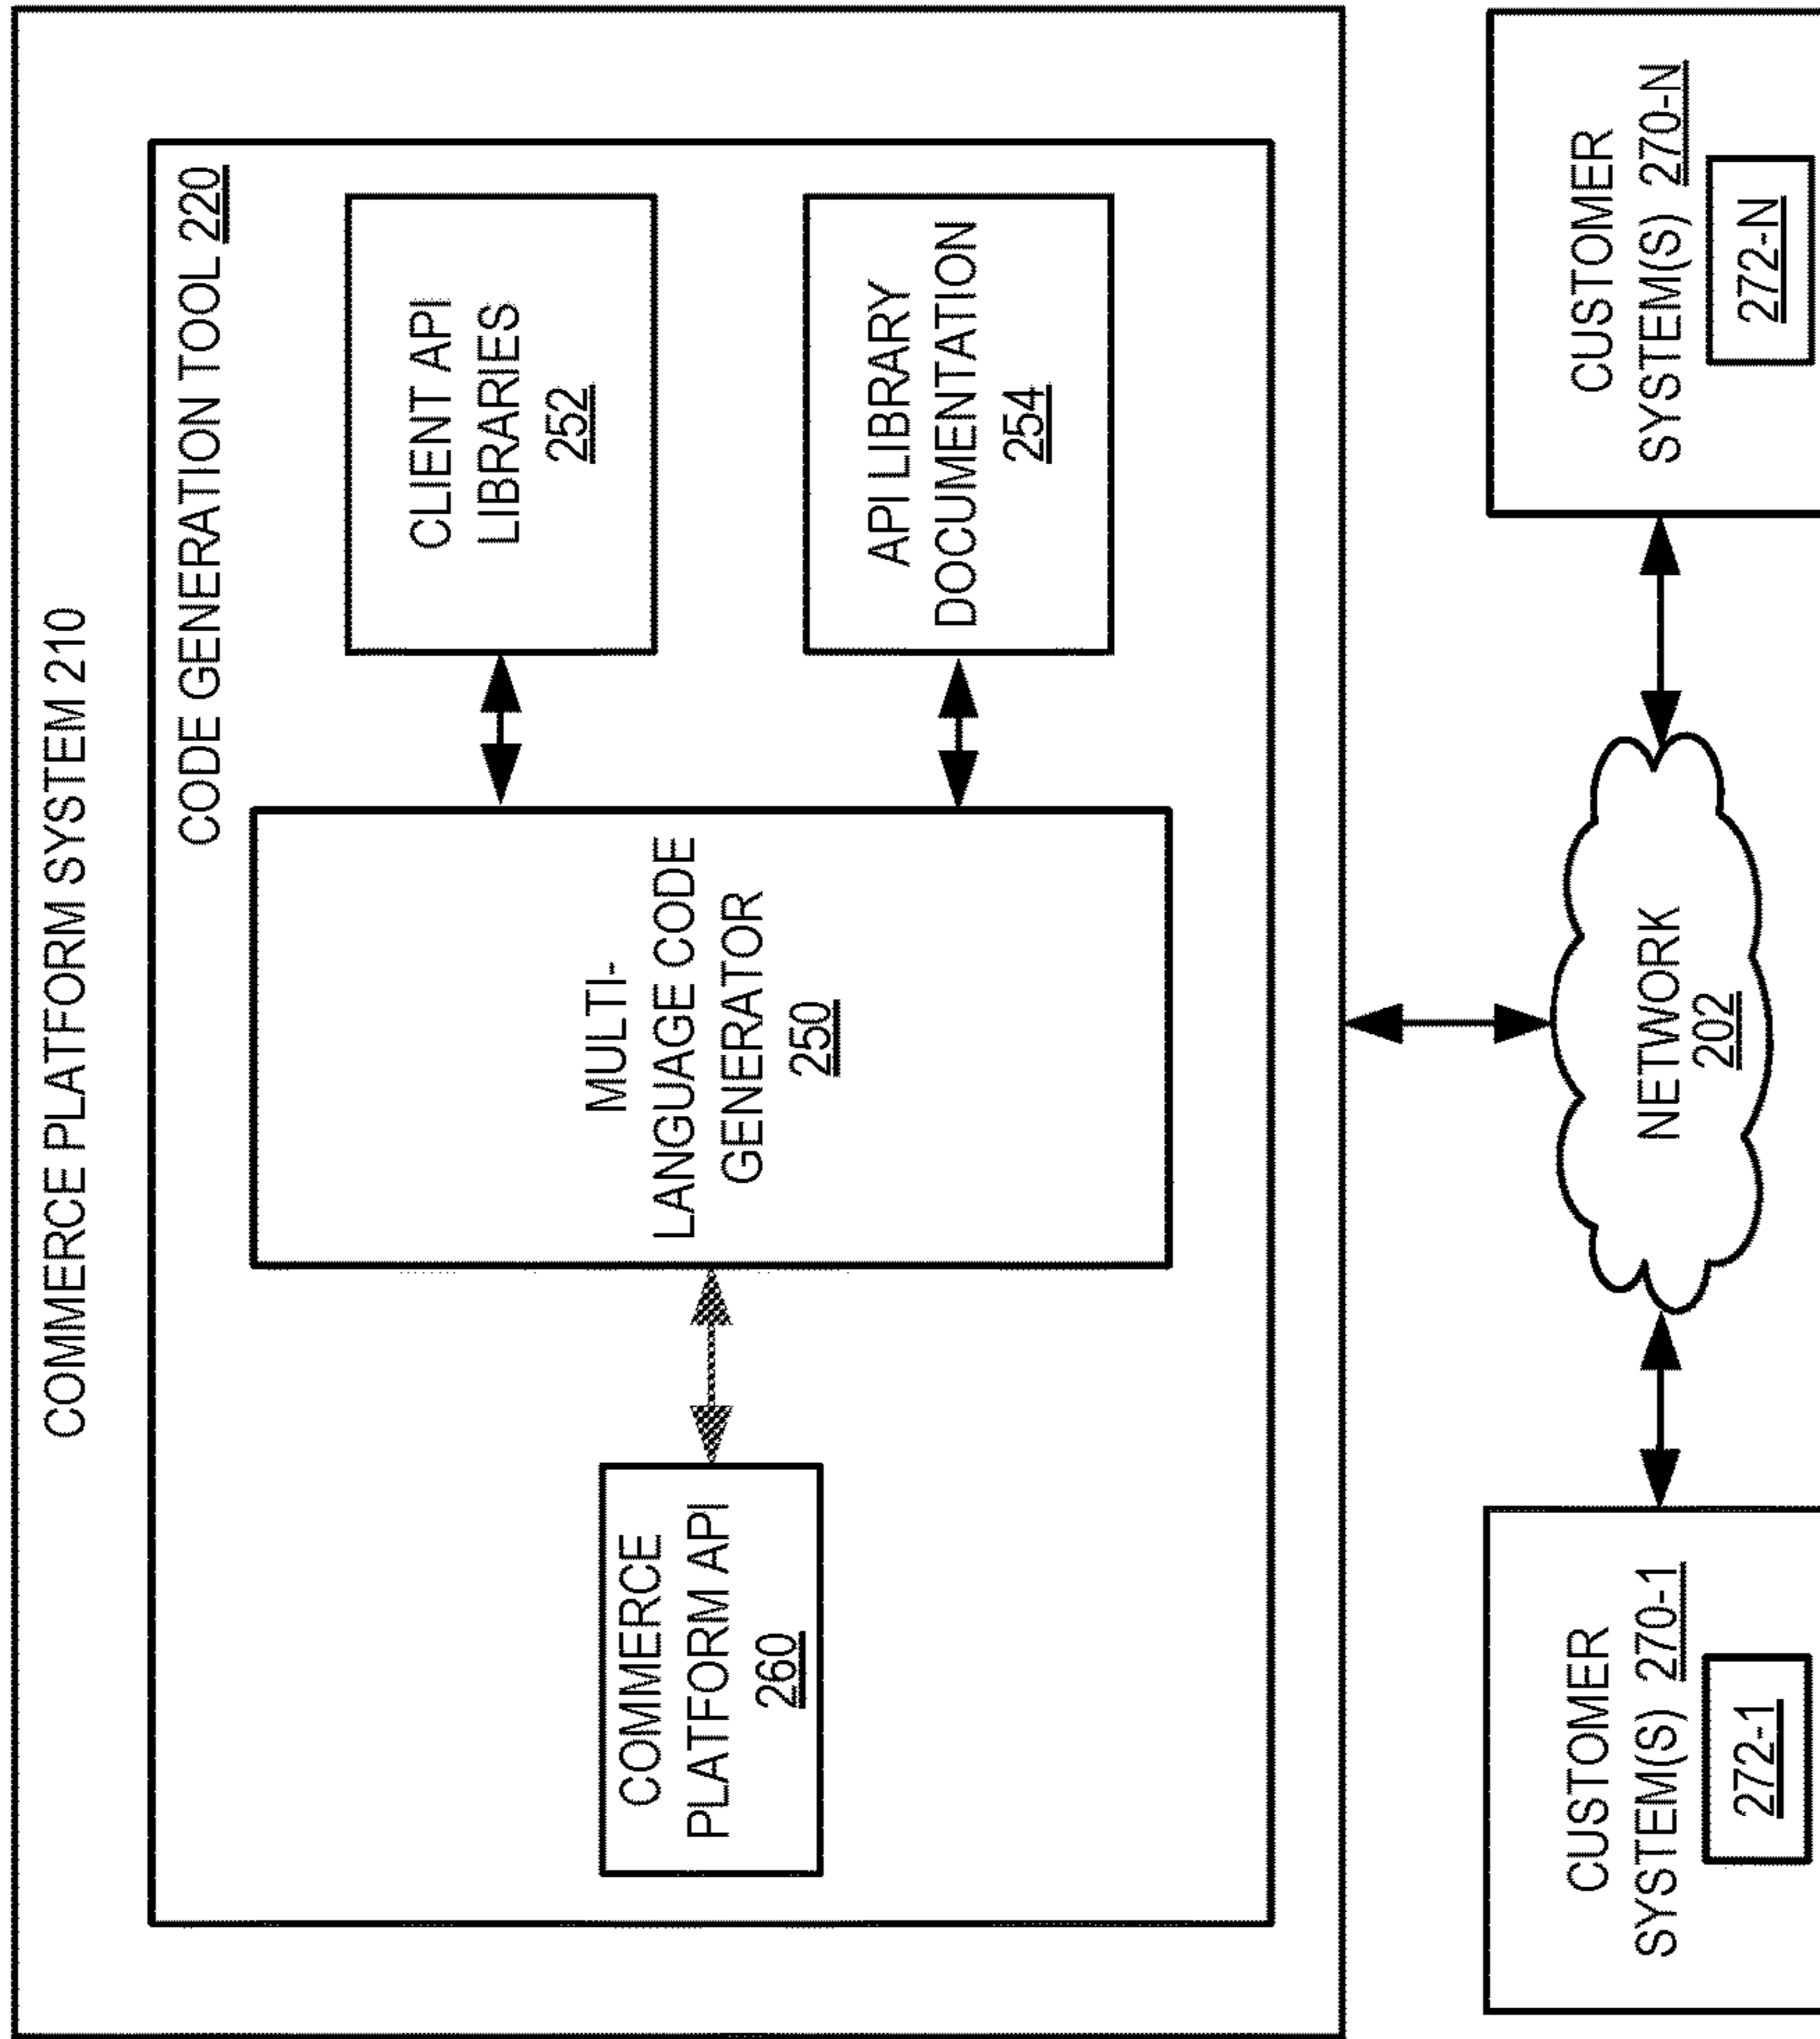 COMMERCE PLATFORM SYSTEM 210
CODE GENERATION TOOL 220
COMMERCE
PLATFORM API
260
MULTI-
LANGUAGE CODE
GENERATOR
250
CLIENT API
LIBRARIES
252
API LIBRARY
DOCUMENTATION
254
CUSTOMER
SYSTEM(S) 270-1
272-1
NETWORK
202
CUSTOMER
SYSTEM(S) 270-N
272-N